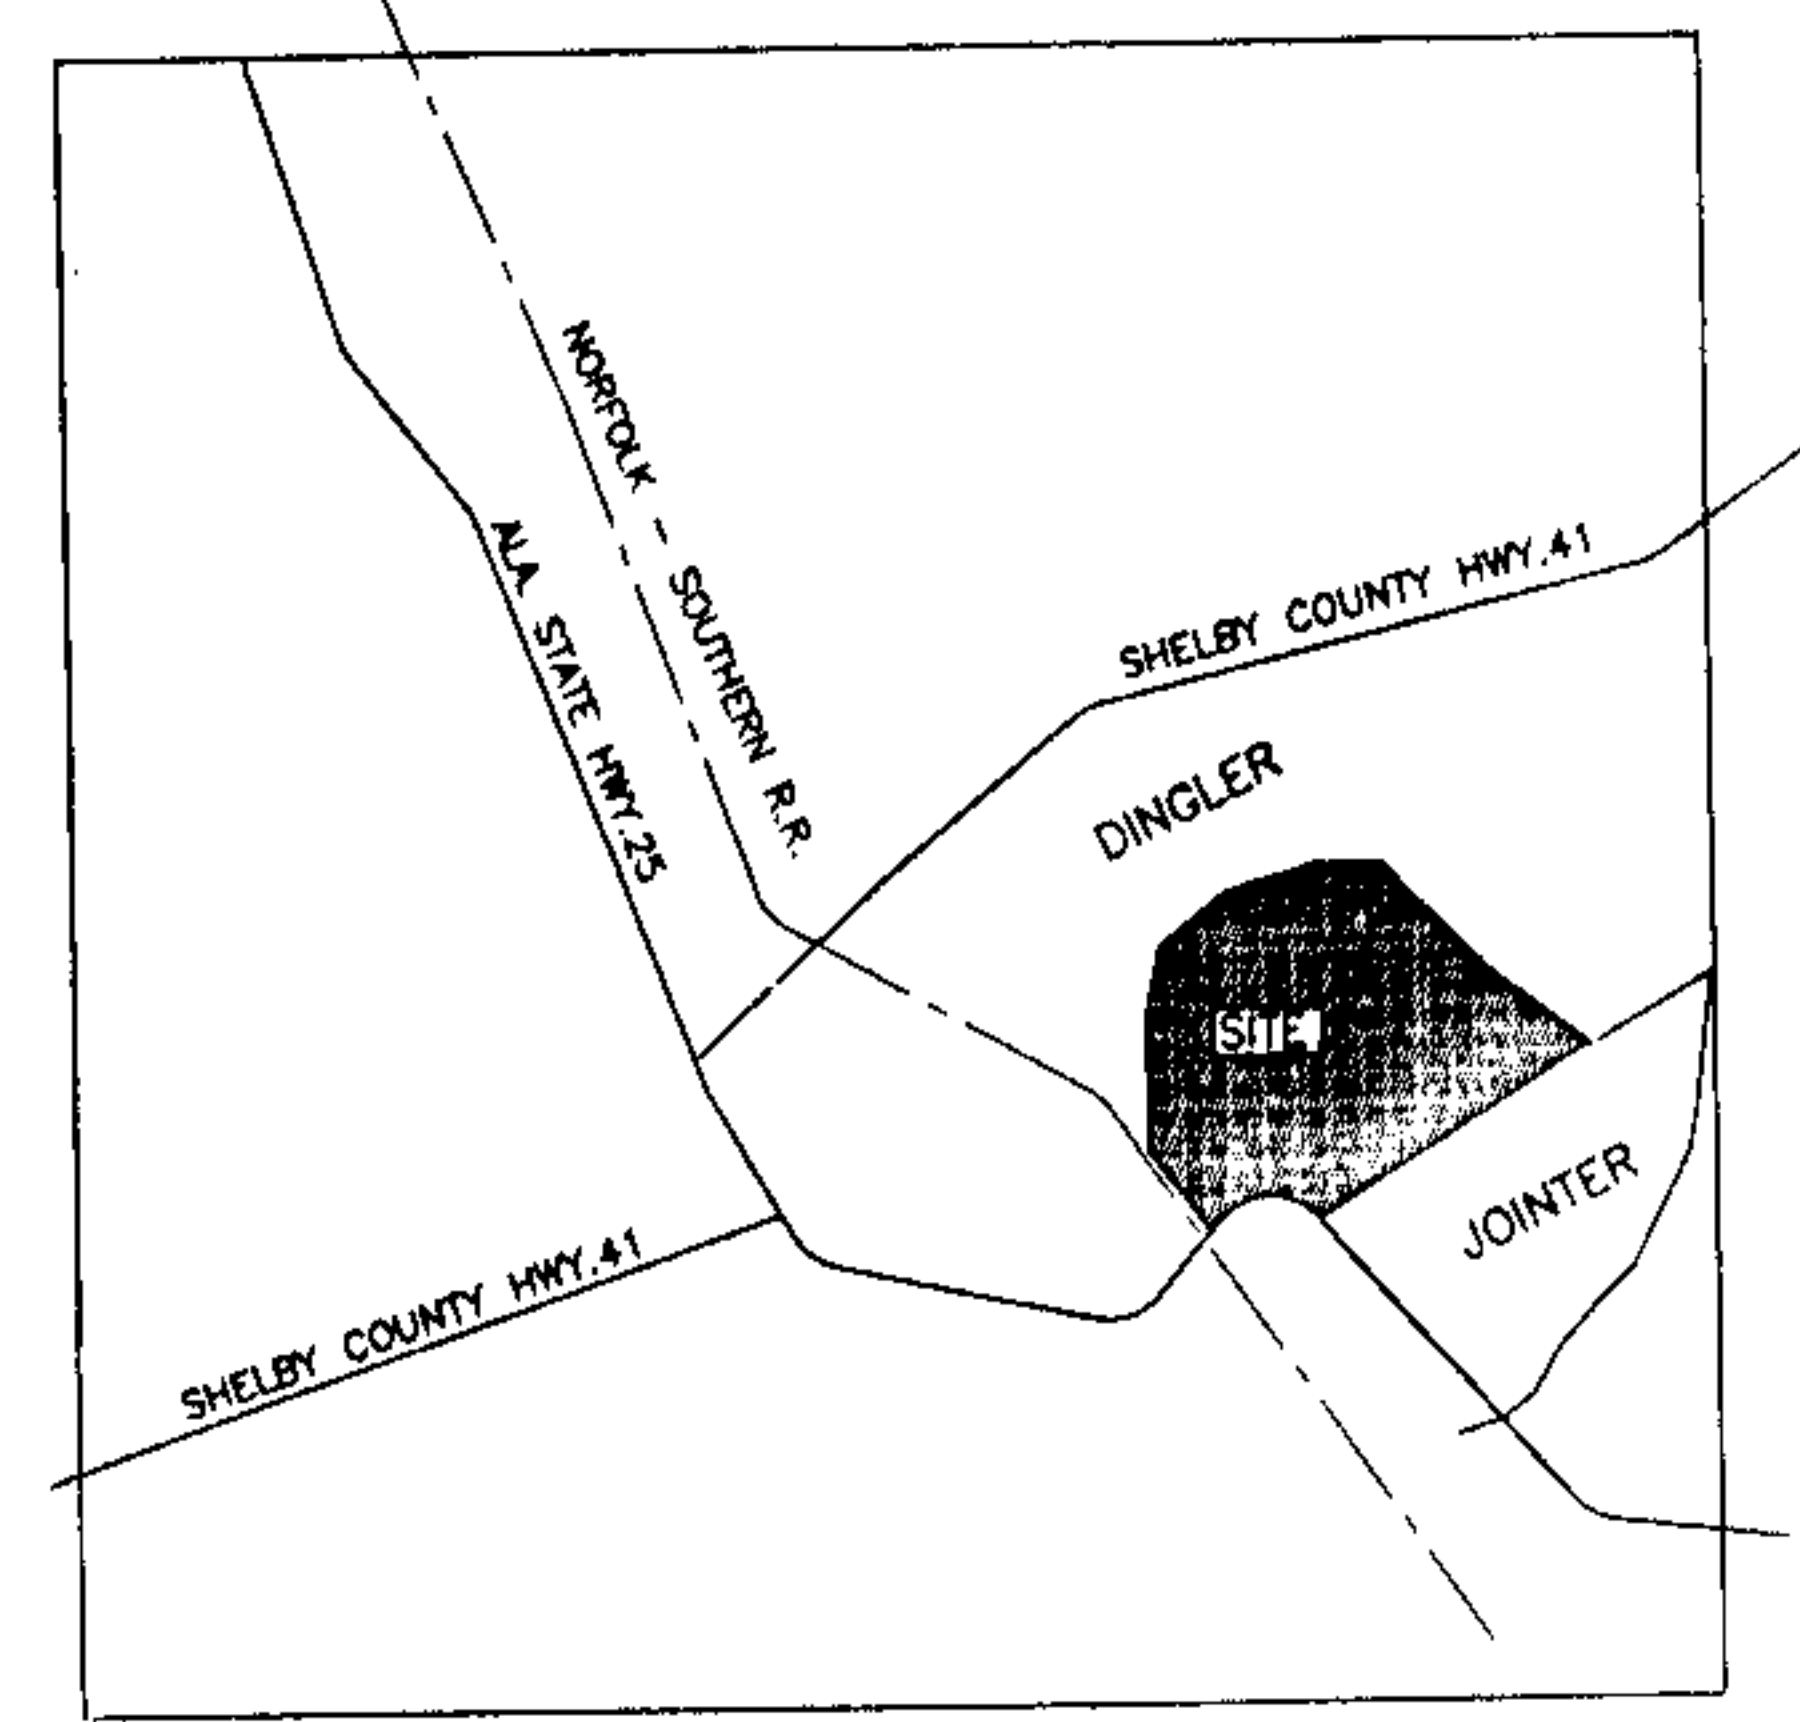 NORFOLK - SOUTHERN R.R.
ALA. STATE HWY.25
SHELBY COUNTY HWY.41
DINGLER
SITE
JOINTER
SHELBY COUNTY HWY.41